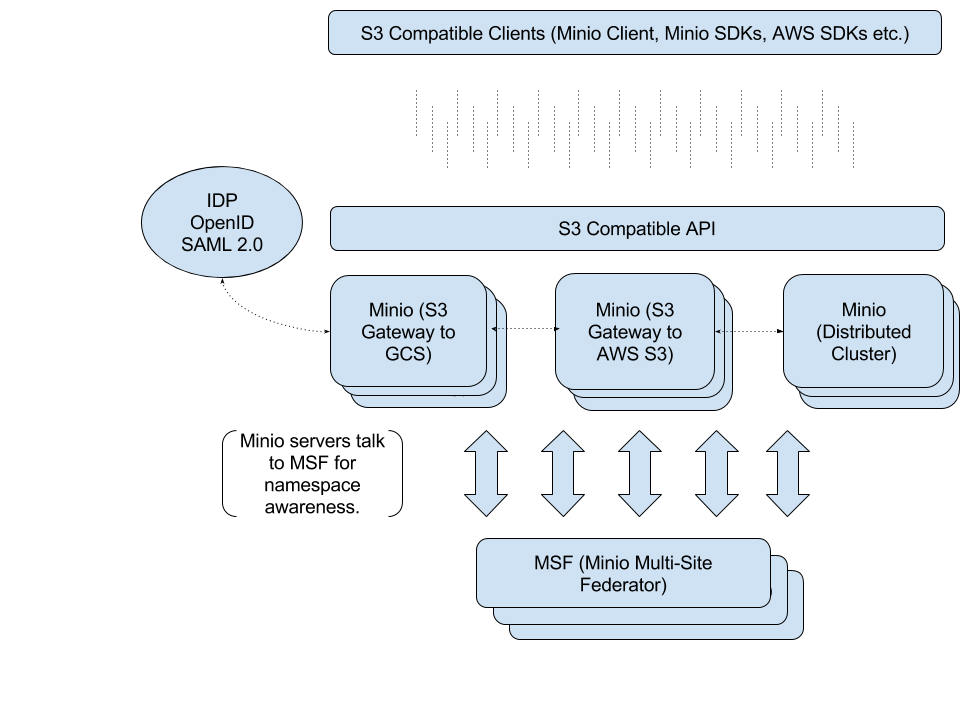 S3 Compatible Clients (Minio Client, Minio SDKs, AWS SDKs etc.)
IDP
OpenID
SAML 2.0
S3 Compatible API
Minio (S3
Gateway to
GCS)
Minio (S3
Gateway to
AWS S3)
Minio
(Distributed
Cluster)
Minio servers talk
to MSF for
namespace
awareness.
MSF (Minio Multi-Site
Federator)